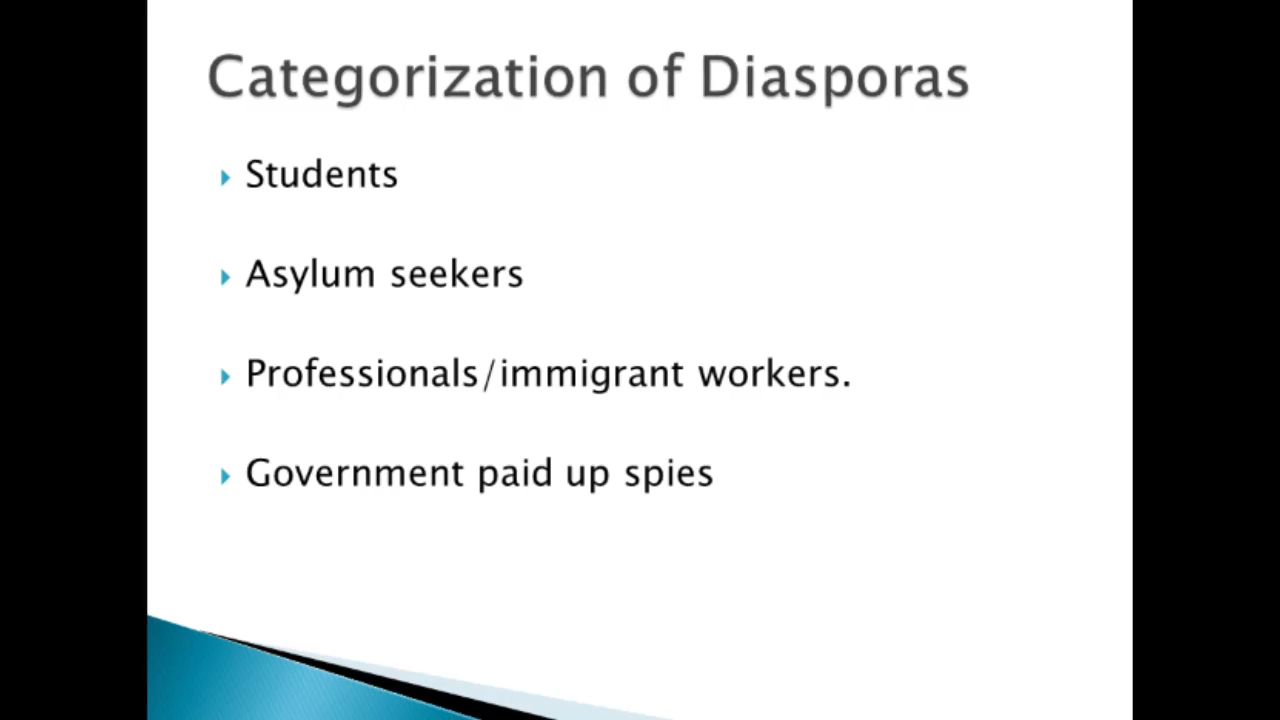 Categorization of Diasporas
Students
Asylum seekers
Professionals/immigrant workers.
Government paid up spies